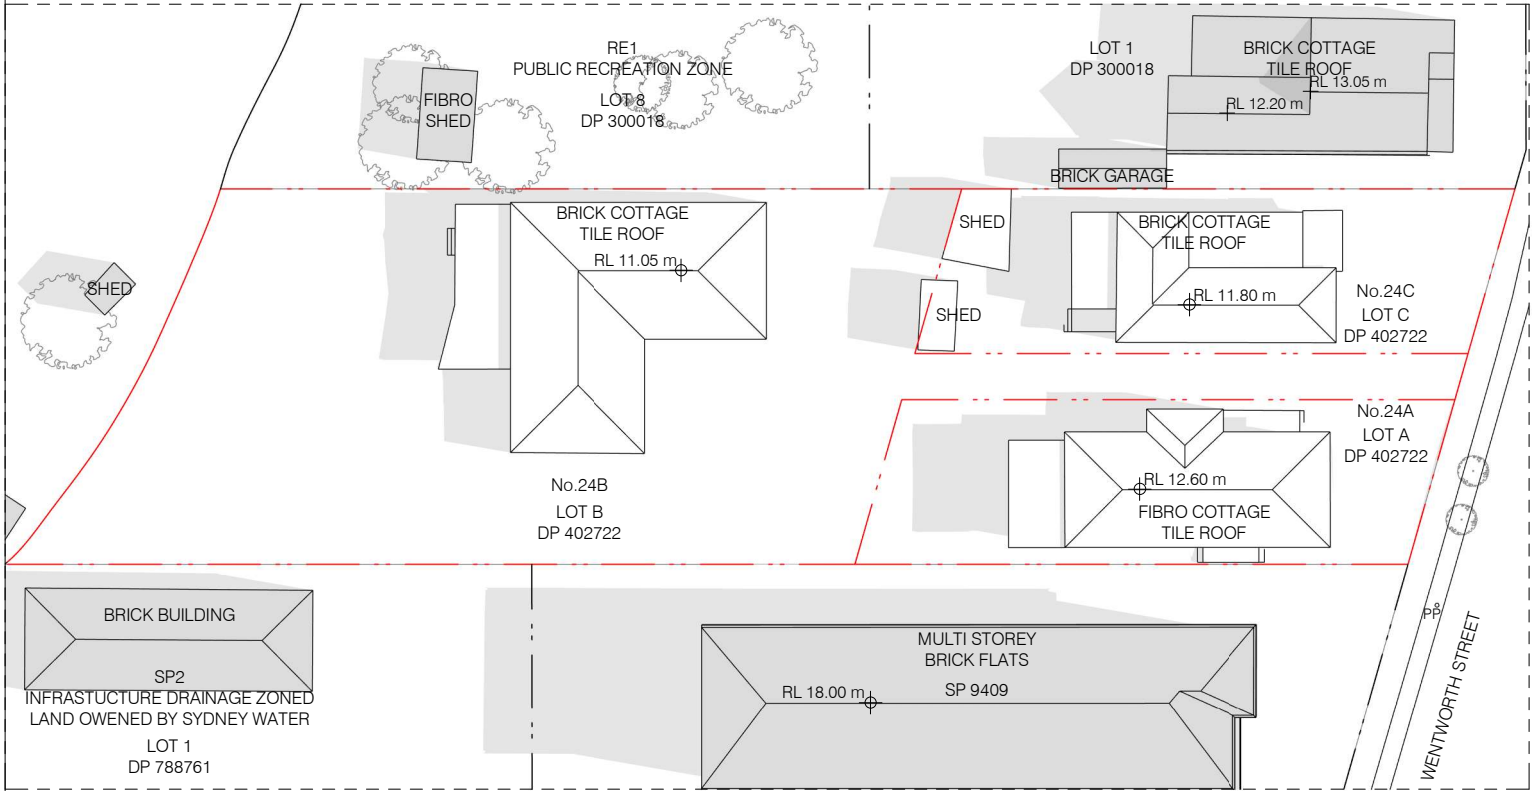 RE1
PUBLIC RECREATION ZONE
LOT 8
DP 300018
FIBRO
SHED
LOT 1
DP 300018
BRICK COTTAGE
TILE ROOF
RL 13.05 m
RL 12.20 m
BRICK GARAGE
BRICK COTTAGE
TILE ROOF
RL 11.05 m
SHED
SHED
SHED
BRICK COTTAGE
TILE ROOF
RL 11.80 m
No.24C
LOT C
DP 402722
No.24A
LOT A
DP 402722
RL 12.60 m
FIBRO COTTAGE
TILE ROOF
No.24B
LOT B
DP 402722
BRICK BUILDING
SP2
INFRASTUCTURE DRAINAGE ZONED
LAND OWENED BY SYDNEY WATER
LOT 1
DP 788761
MULTI STOREY
BRICK FLATS
SP 9409
RL 18.00 m
PP
WENTWORTH STREET